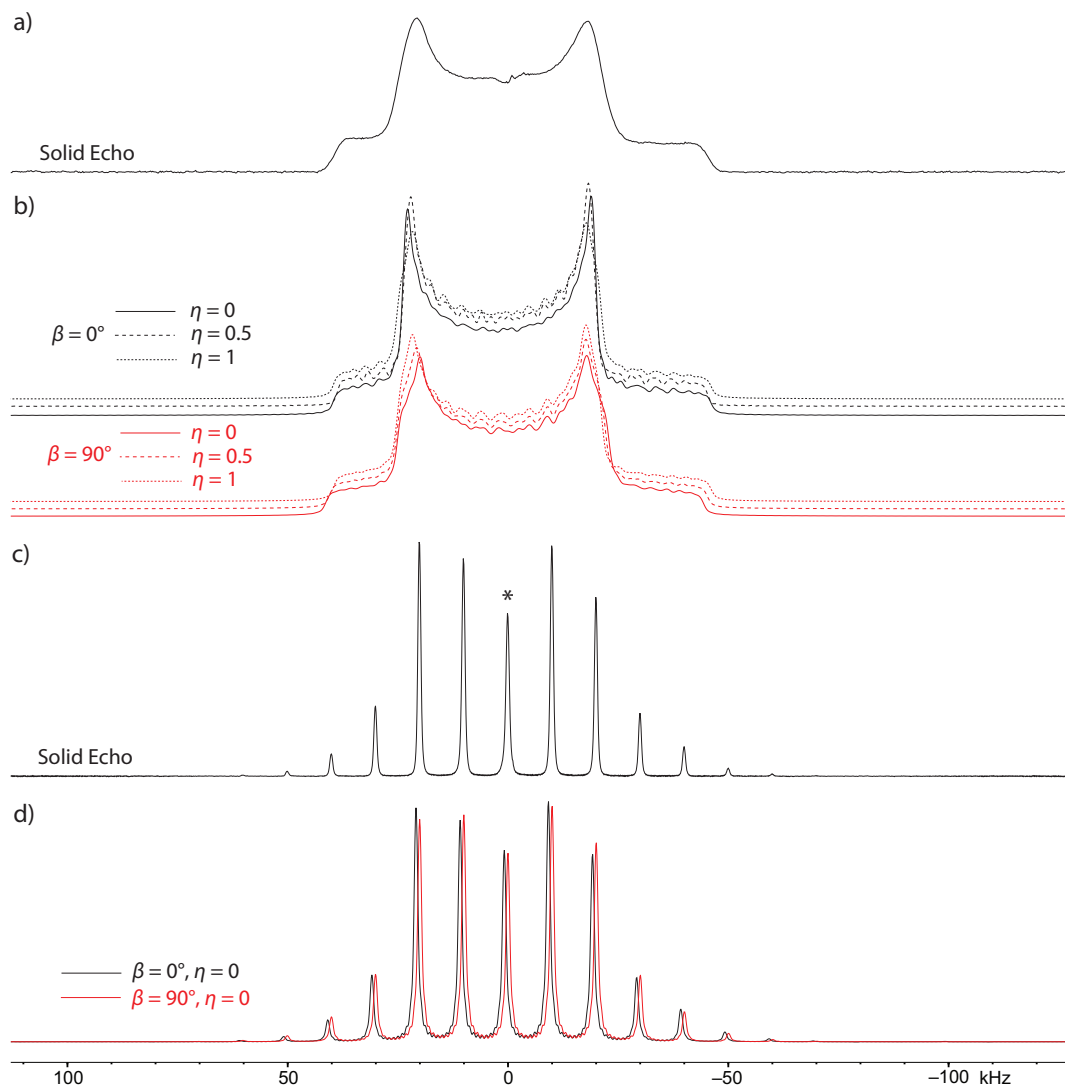 a)
Solid Echo
b)
β = 0°
η = 0
η = 0.5
η = 1
β = 90°
η = 0
η = 0.5
η = 1
c)
*
Solid Echo
d)
β = 0°, η = 0
β = 90°, η = 0
100 50 0 −50 −100 kHz